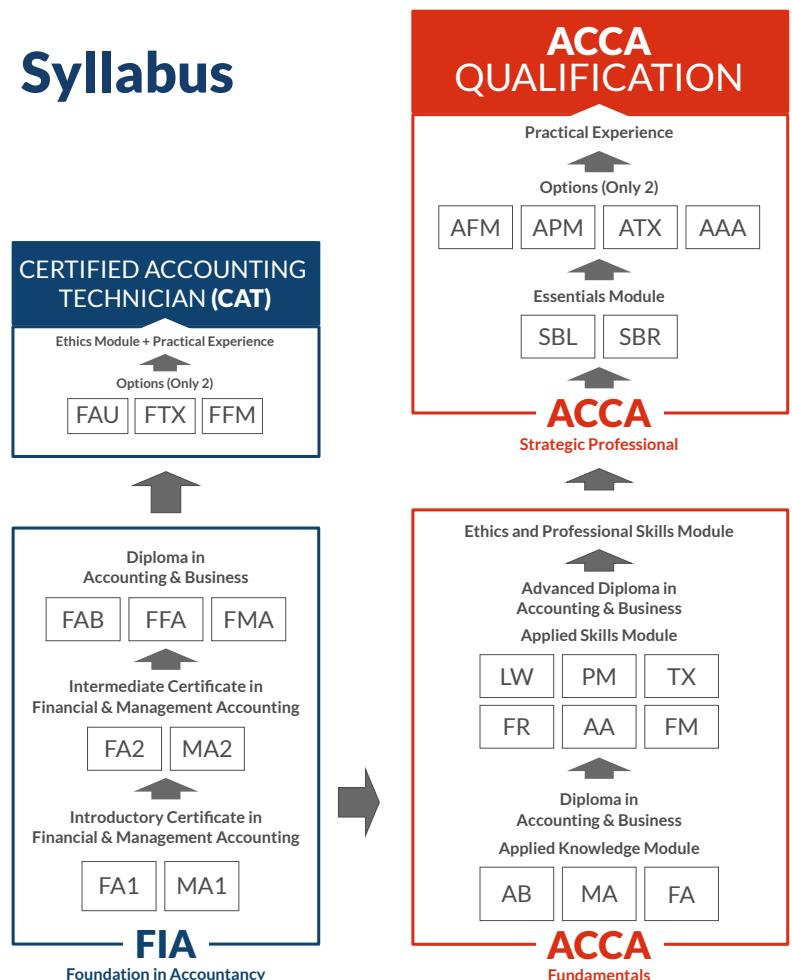 Syllabus
CERTIFIED ACCOUNTING
TECHNICIAN (CAT)
Ethics Module + Practical Experience
Options (Only 2)
FAU FTX FFM
Diploma in
Accounting & Business
FAB FFA FMA
Intermediate Certificate in
Financial & Management Accounting
FA2 MA2
Introductory Certificate in
Financial & Management Accounting
FA1 MA1
FIA
Foundation in Accountancy
ACCA
QUALIFICATION
Practical Experience
Options (Only 2)
AFM APM ATX AAA
Essentials Module
SBL SBR
ACCA
Strategic Professional
Ethics and Professional Skills Module
Advanced Diploma in
Accounting & Business
Applied Skills Module
LW PM TX
FR AA FM
Diploma in
Accounting & Business
Applied Knowledge Module
AB MA FA
ACCA
Fundamentals